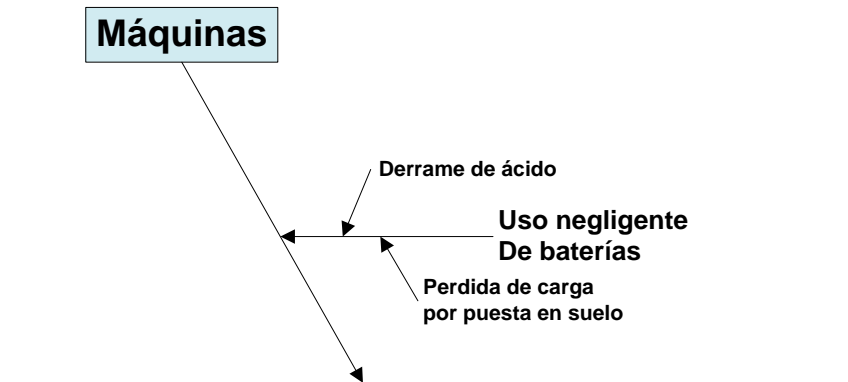 Máquinas
Derrame de ácido
Uso negligente
De baterías
Perdida de carga
por puesta en suelo